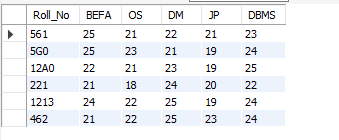 Roll_No BEFA OS DM JP DBMS
561 25 21 22 21 23
5G0 25 23 21 19 24
12A0 22 21 23 19 25
221 21 18 24 20 22
1213 24 22 25 19 24
462 21 22 25 23 24